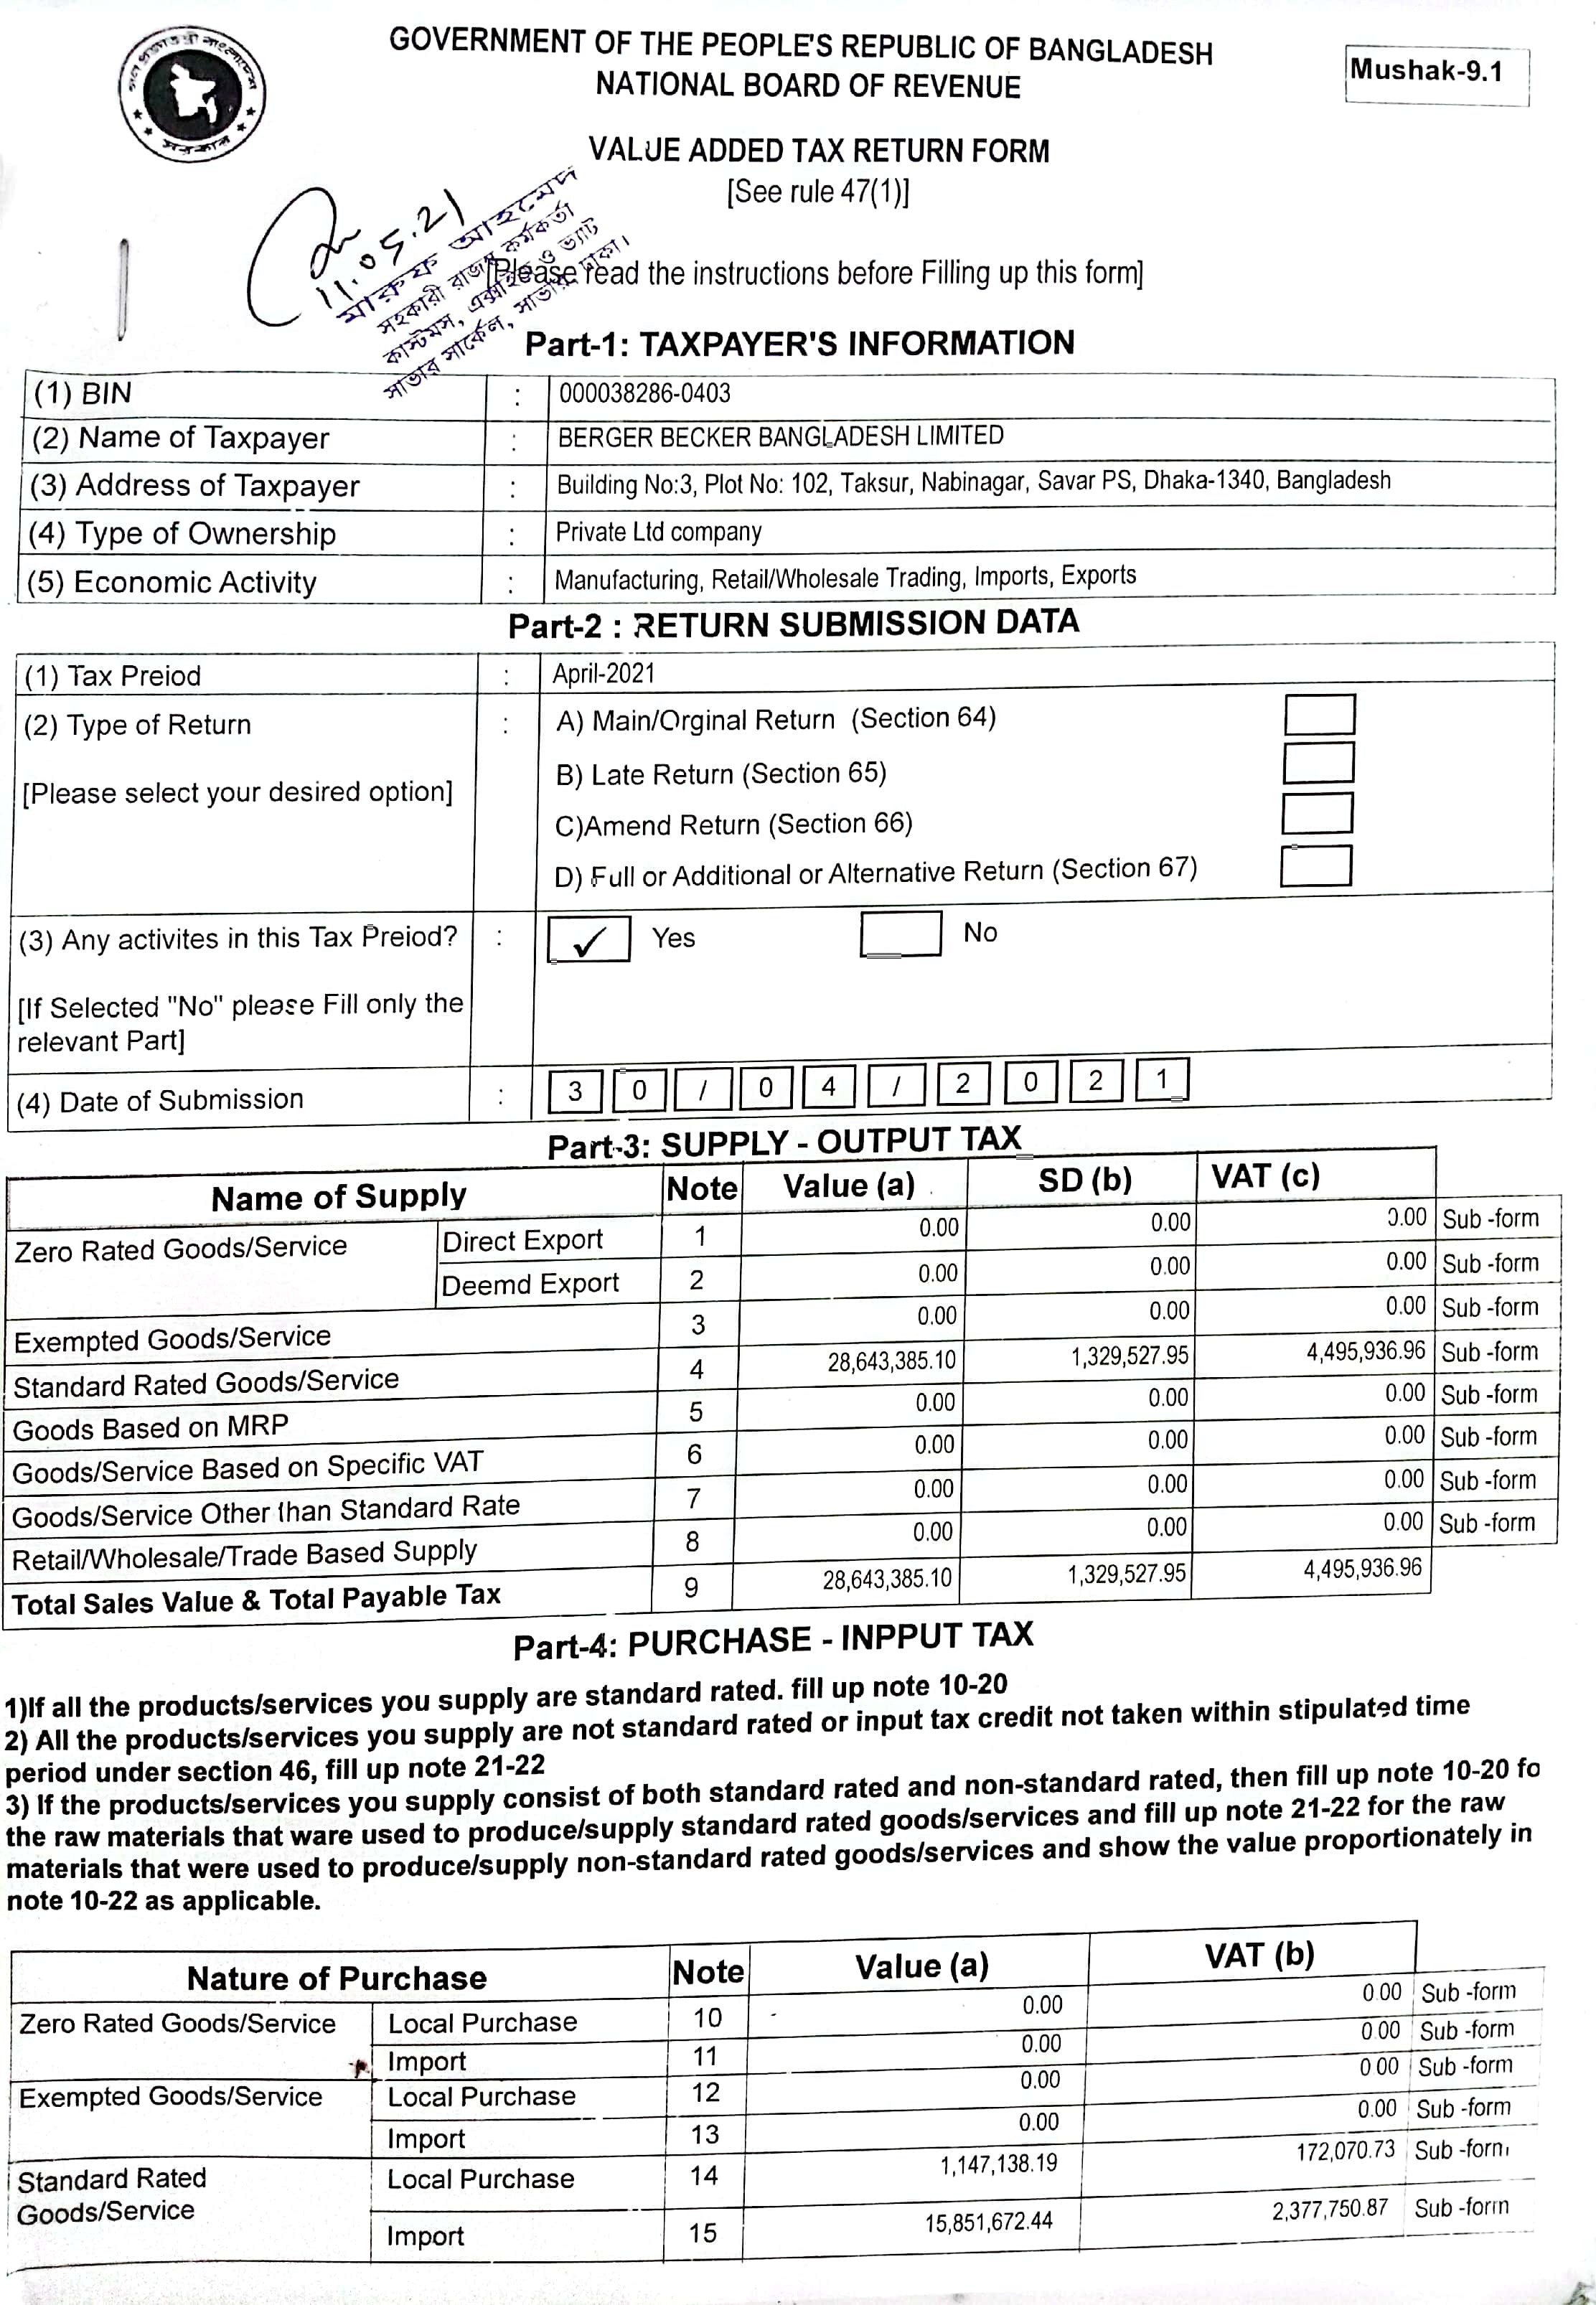 GOVERNMENT OF THE PEOPLE'S REPUBLIC OF BANGLADESH
NATIONAL BOARD OF REVENUE
Mushak-9.1
VALUE ADDED TAX RETURN FORM
[See rule 47(1)]
11.05.21
মারুফ আহমেদ
সহকারী রাজস্ব কর্মকর্তা
কাস্টমস, এক্সাইজ ও ভ্যাট
সাভার সার্কেল, সাভার, ঢাকা।
[Please read the instructions before Filling up this form]
Part-1: TAXPAYER'S INFORMATION
(1) BIN : 000038286-0403
(2) Name of Taxpayer : BERGER BECKER BANGLADESH LIMITED
(3) Address of Taxpayer : Building No:3, Plot No: 102, Taksur, Nabinagar, Savar PS, Dhaka-1340, Bangladesh
(4) Type of Ownership : Private Ltd company
(5) Economic Activity : Manufacturing, Retail/Wholesale Trading, Imports, Exports
Part-2 : RETURN SUBMISSION DATA
(1) Tax Preiod : April-2021
(2) Type of Return : A) Main/Orginal Return (Section 64)
B) Late Return (Section 65)
[Please select your desired option]
C)Amend Return (Section 66)
D) Full or Additional or Alternative Return (Section 67)
(3) Any activites in this Tax Preiod? : ✓ Yes No
[If Selected "No" please Fill only the
relevant Part]
(4) Date of Submission : 3 0 / 0 4 / 2 0 2 1
Part-3: SUPPLY - OUTPUT TAX
Name of Supply Note Value (a) SD (b) VAT (c)
Zero Rated Goods/Service Direct Export 1 0.00 0.00 0.00 Sub -form
Deemd Export 2 0.00 0.00 0.00 Sub -form
Exempted Goods/Service 3 0.00 0.00 0.00 Sub -form
Standard Rated Goods/Service 4 28,643,385.10 1,329,527.95 4,495,936.96 Sub -form
Goods Based on MRP 5 0.00 0.00 0.00 Sub -form
Goods/Service Based on Specific VAT 6 0.00 0.00 0.00 Sub -form
Goods/Service Other than Standard Rate 7 0.00 0.00 0.00 Sub -form
Retail/Wholesale/Trade Based Supply 8 0.00 0.00 0.00 Sub -form
Total Sales Value & Total Payable Tax 9 28,643,385.10 1,329,527.95 4,495,936.96
Part-4: PURCHASE - INPPUT TAX
1)If all the products/services you supply are standard rated. fill up note 10-20
2) All the products/services you supply are not standard rated or input tax credit not taken within stipulated time
period under section 46, fill up note 21-22
3) If the products/services you supply consist of both standard rated and non-standard rated, then fill up note 10-20 fo
the raw materials that ware used to produce/supply standard rated goods/services and fill up note 21-22 for the raw
materials that were used to produce/supply non-standard rated goods/services and show the value proportionately in
note 10-22 as applicable.
Nature of Purchase Note Value (a) VAT (b)
Zero Rated Goods/Service Local Purchase 10 0.00 0.00 Sub -form
Import 11 0.00 0.00 Sub -form
Exempted Goods/Service Local Purchase 12 0.00 0.00 Sub -form
Import 13 0.00 0.00 Sub -form
Standard Rated Local Purchase 14 1,147,138.19 172,070.73 Sub -form
Goods/Service
Import 15 15,851,672.44 2,377,750.87 Sub -form